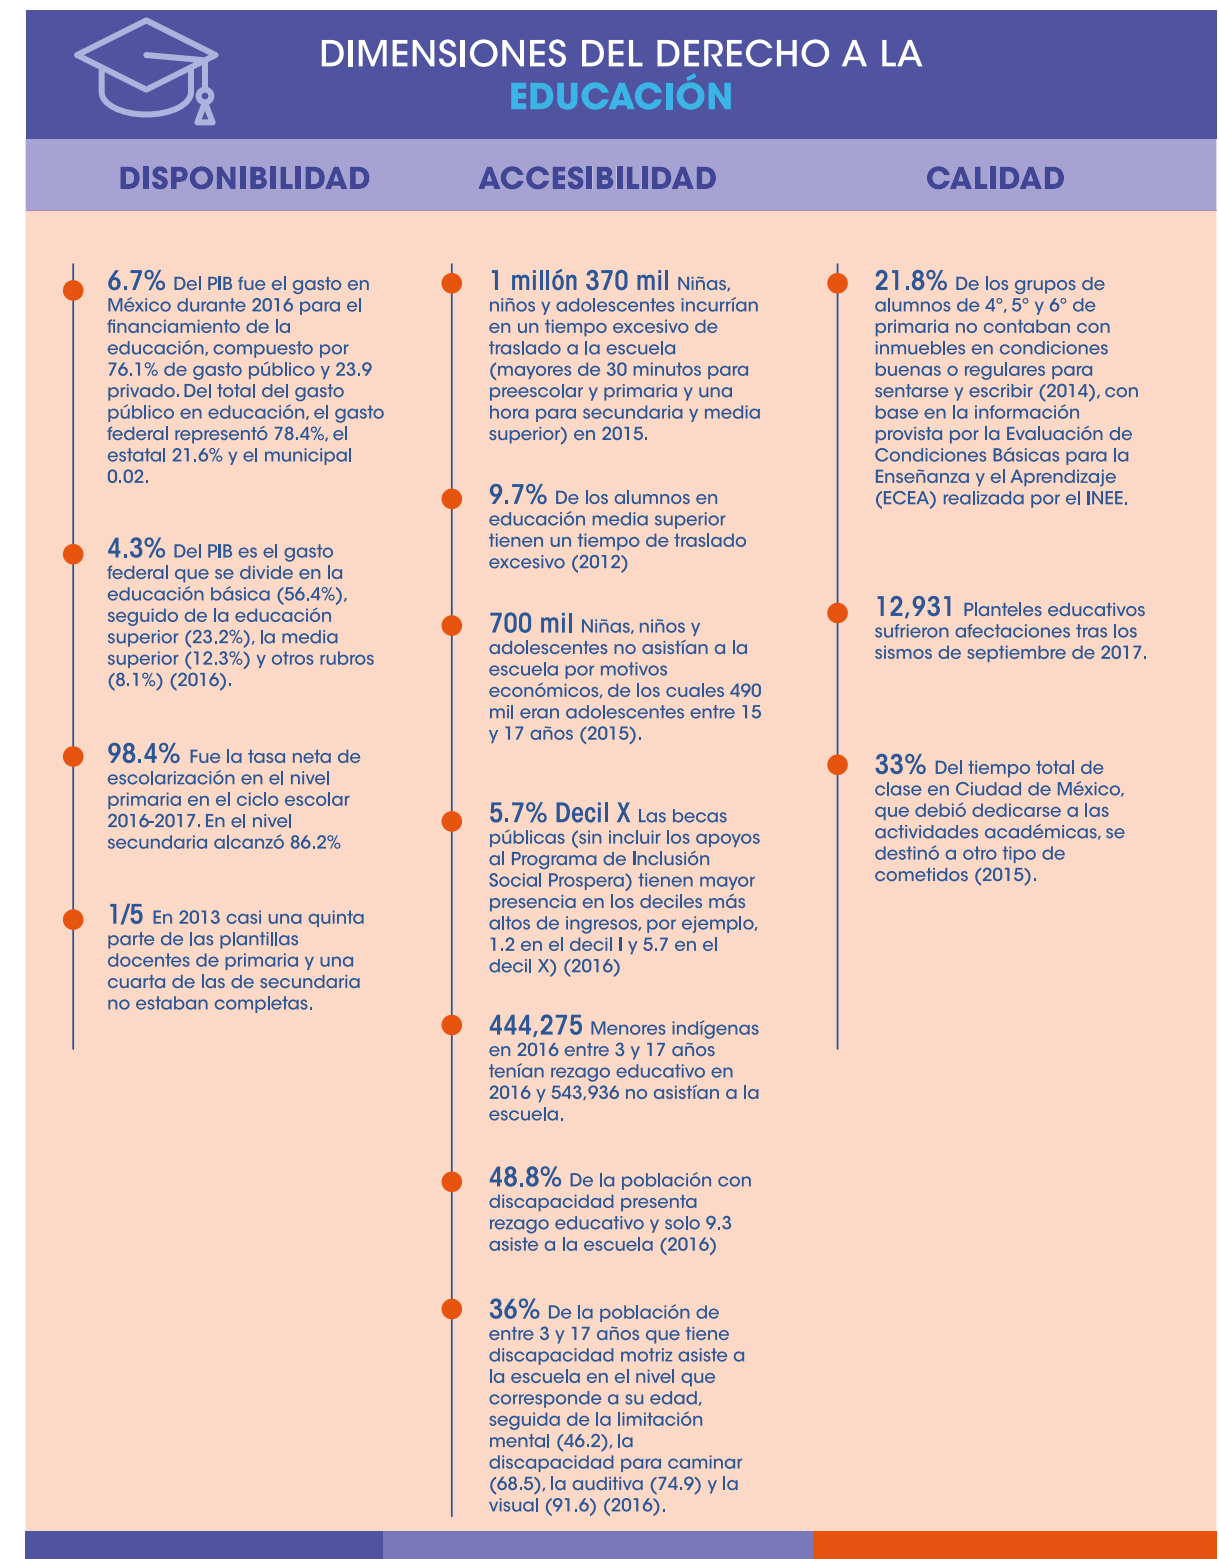 DIMENSIONES DEL DERECHO A LA
EDUCACIÓN
DISPONIBILIDAD
6.7% Del PIB fue el gasto en
México durante 2016 para el
financiamiento de la
educación, compuesto por
76.1% de gasto público y 23.9
privado. Del total del gasto
público en educación, el gasto
federal representó 78.4%, el
estatal 21.6% y el municipal
0.02.
4.3% Del PIB es el gasto
federal que se divide en la
educación básica (56.4%),
seguido de la educación
superior (23.2%), la media
superior (12.3%) y otros rubros
(8.1%) (2016).
98.4% Fue la tasa neta de
escolarización en el nivel
primaria en el ciclo escolar
2016-2017. En el nivel
secundaria alcanzó 86.2%
1/5 En 2013 casi una quinta
parte de las plantillas
docentes de primaria y una
cuarta de las de secundaria
no estaban completas.
ACCESIBILIDAD
1 millón 370 mil Niñas,
niños y adolescentes incurrían
en un tiempo excesivo de
traslado a la escuela
(mayores de 30 minutos para
preescolar y primaria y una
hora para secundaria y media
superior) en 2015.
9.7% De los alumnos en
educación media superior
tienen un tiempo de traslado
excesivo (2012)
700 mil Niñas, niños y
adolescentes no asistían a la
escuela por motivos
económicos, de los cuales 490
mil eran adolescentes entre 15
y 17 años (2015).
5.7% Decil X Las becas
públicas (sin incluir los apoyos
al Programa de Inclusión
Social Prospera) tienen mayor
presencia en los deciles más
altos de ingresos, por ejemplo,
1.2 en el decil I y 5.7 en el
decil X) (2016)
444,275 Menores indígenas
en 2016 entre 3 y 17 años
tenían rezago educativo en
2016 y 543,936 no asistían a la
escuela.
48.8% De la población con
discapacidad presenta
rezago educativo y solo 9.3
asiste a la escuela (2016)
36% De la población de
entre 3 y 17 años que tiene
discapacidad motriz asiste a
la escuela en el nivel que
corresponde a su edad,
seguida de la limitación
mental (46.2), la
discapacidad para caminar
(68.5), la auditiva (74.9) y la
visual (91.6) (2016).
CALIDAD
21.8% De los grupos de
alumnos de 4°, 5° y 6° de
primaria no contaban con
inmuebles en condiciones
buenas o regulares para
sentarse y escribir (2014), con
base en la información
provista por la Evaluación de
Condiciones Básicas para la
Enseñanza y el Aprendizaje
(ECEA) realizada por el INEE.
12,931 Planteles educativos
sufrieron afectaciones tras los
sismos de septiembre de 2017.
33% Del tiempo total de
clase en Ciudad de México,
que debió dedicarse a las
actividades académicas, se
destinó a otro tipo de
cometidos (2015).